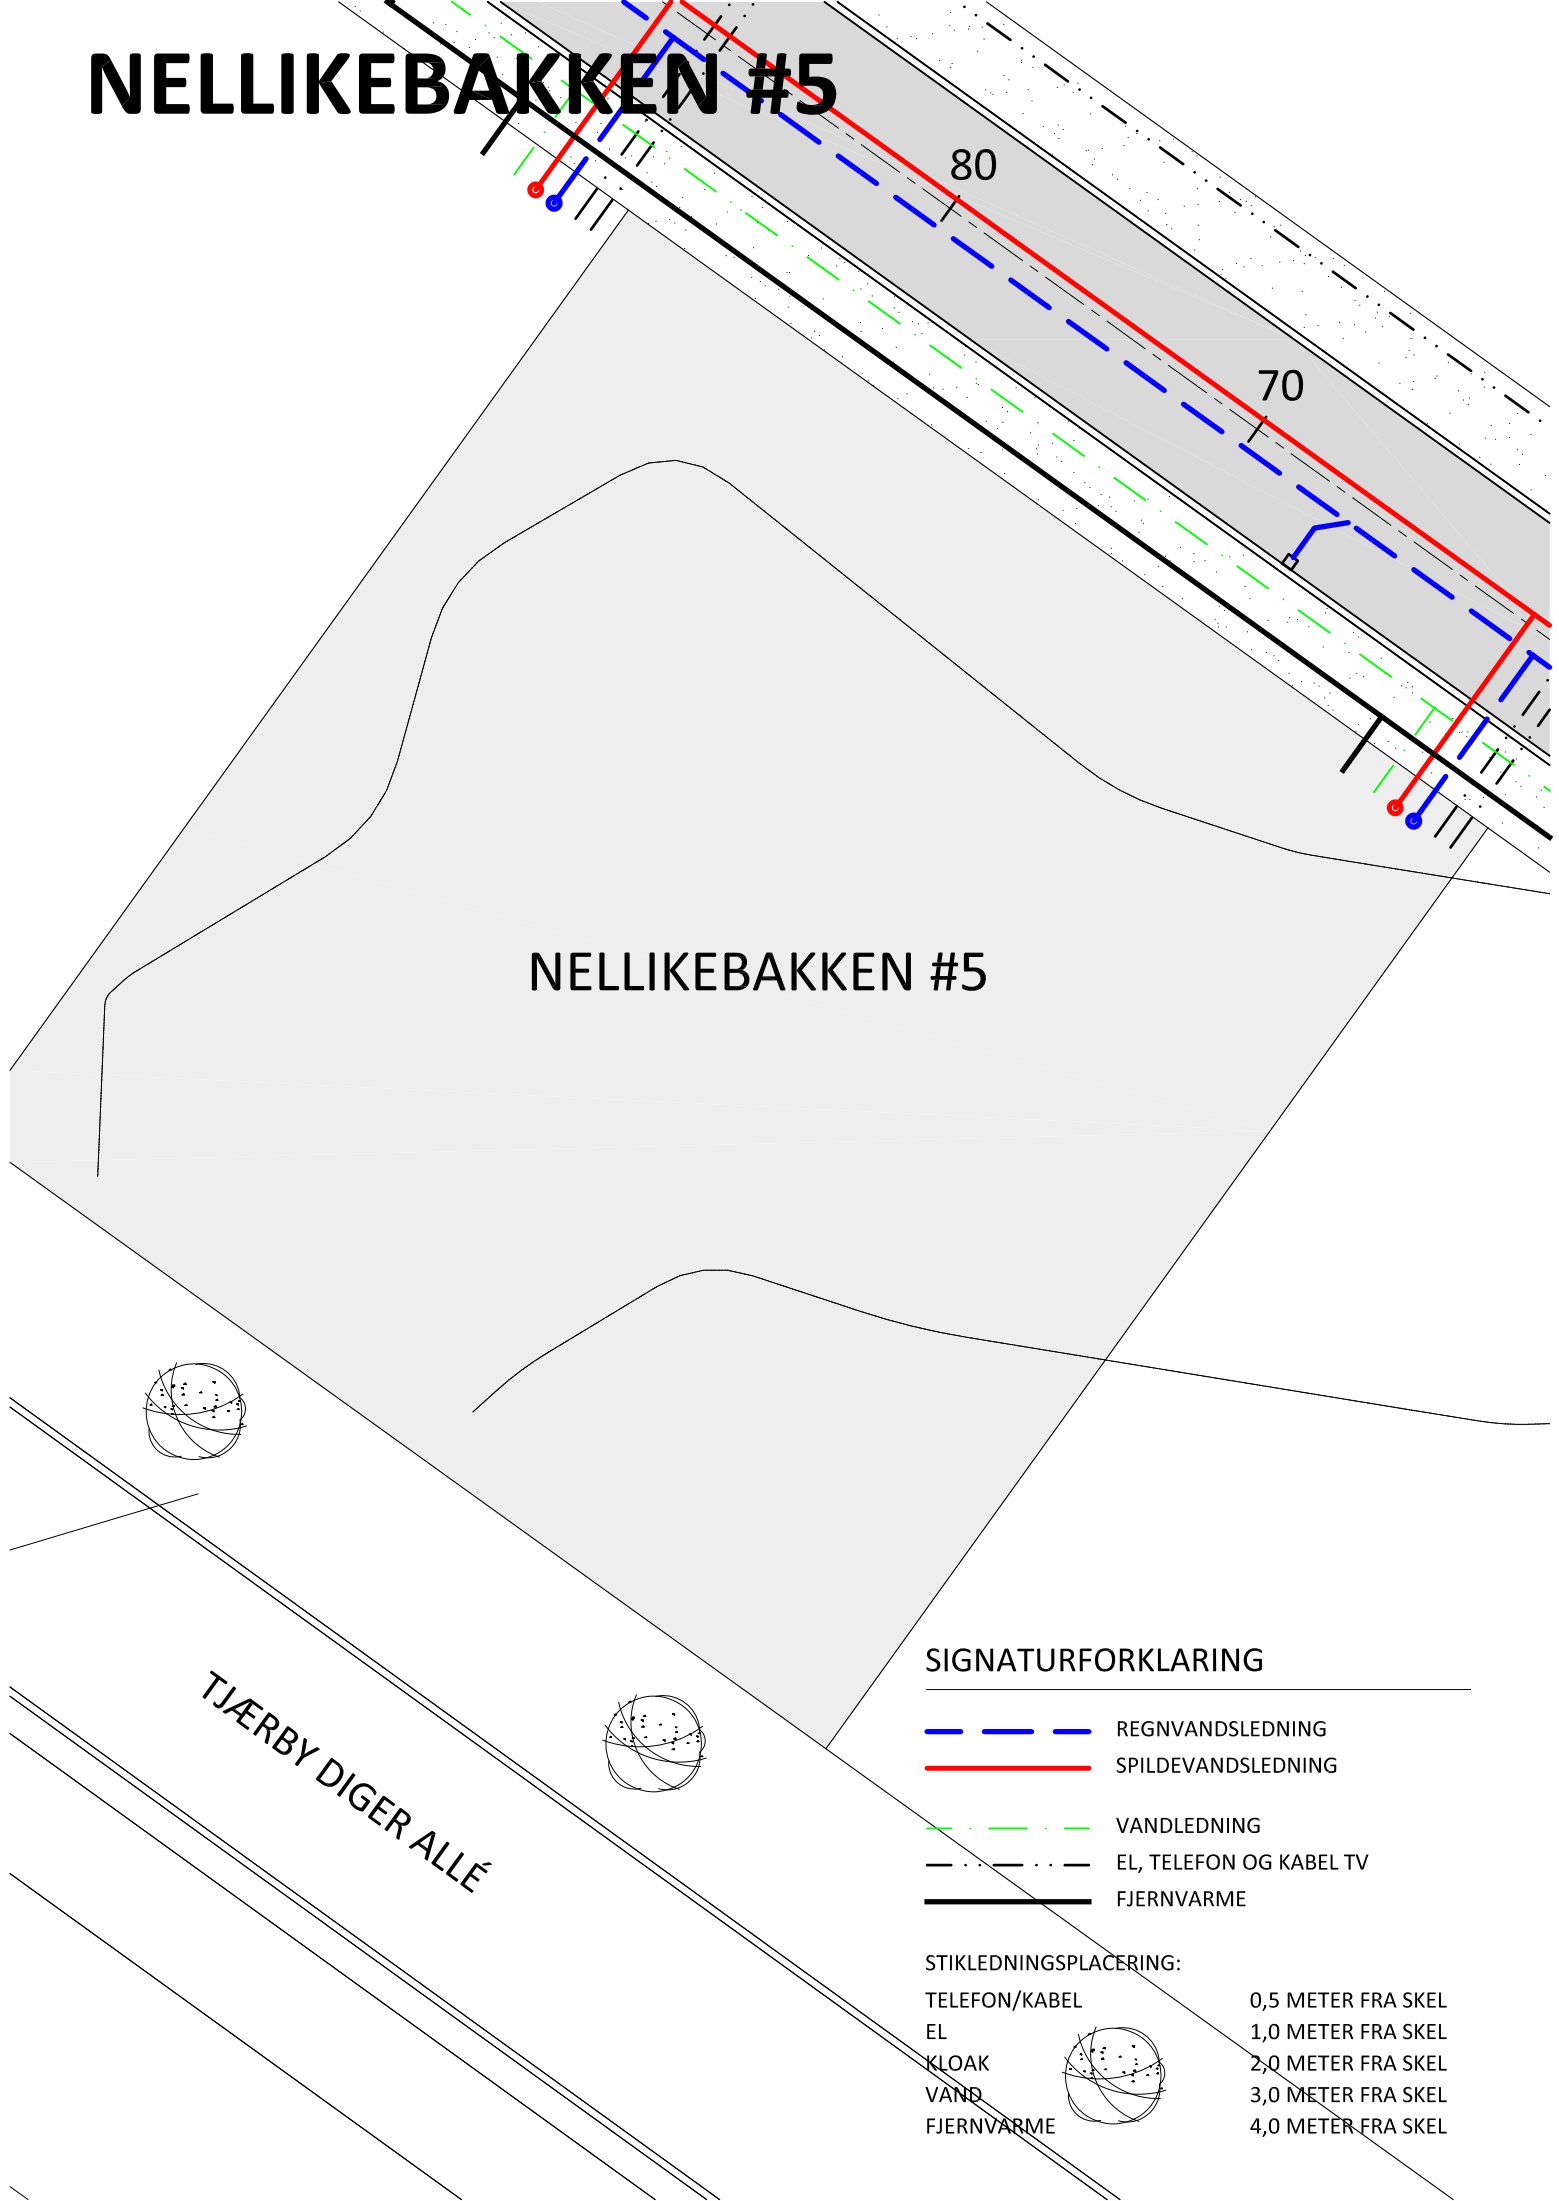 NELLIKEBAKKEN #5
80
70
NELLIKEBAKKEN #5
TJÆRBY DIGER ALLÉ
SIGNATURFORKLARING
REGNVANDSLEDNING
SPILDEVANDSLEDNING
VANDLEDNING
EL, TELEFON OG KABEL TV
FJERNVARME
STIKLEDNINGSPLACERING:
TELEFON/KABEL 0,5 METER FRA SKEL
EL 1,0 METER FRA SKEL
KLOAK 2,0 METER FRA SKEL
VAND 3,0 METER FRA SKEL
FJERNVARME 4,0 METER FRA SKEL